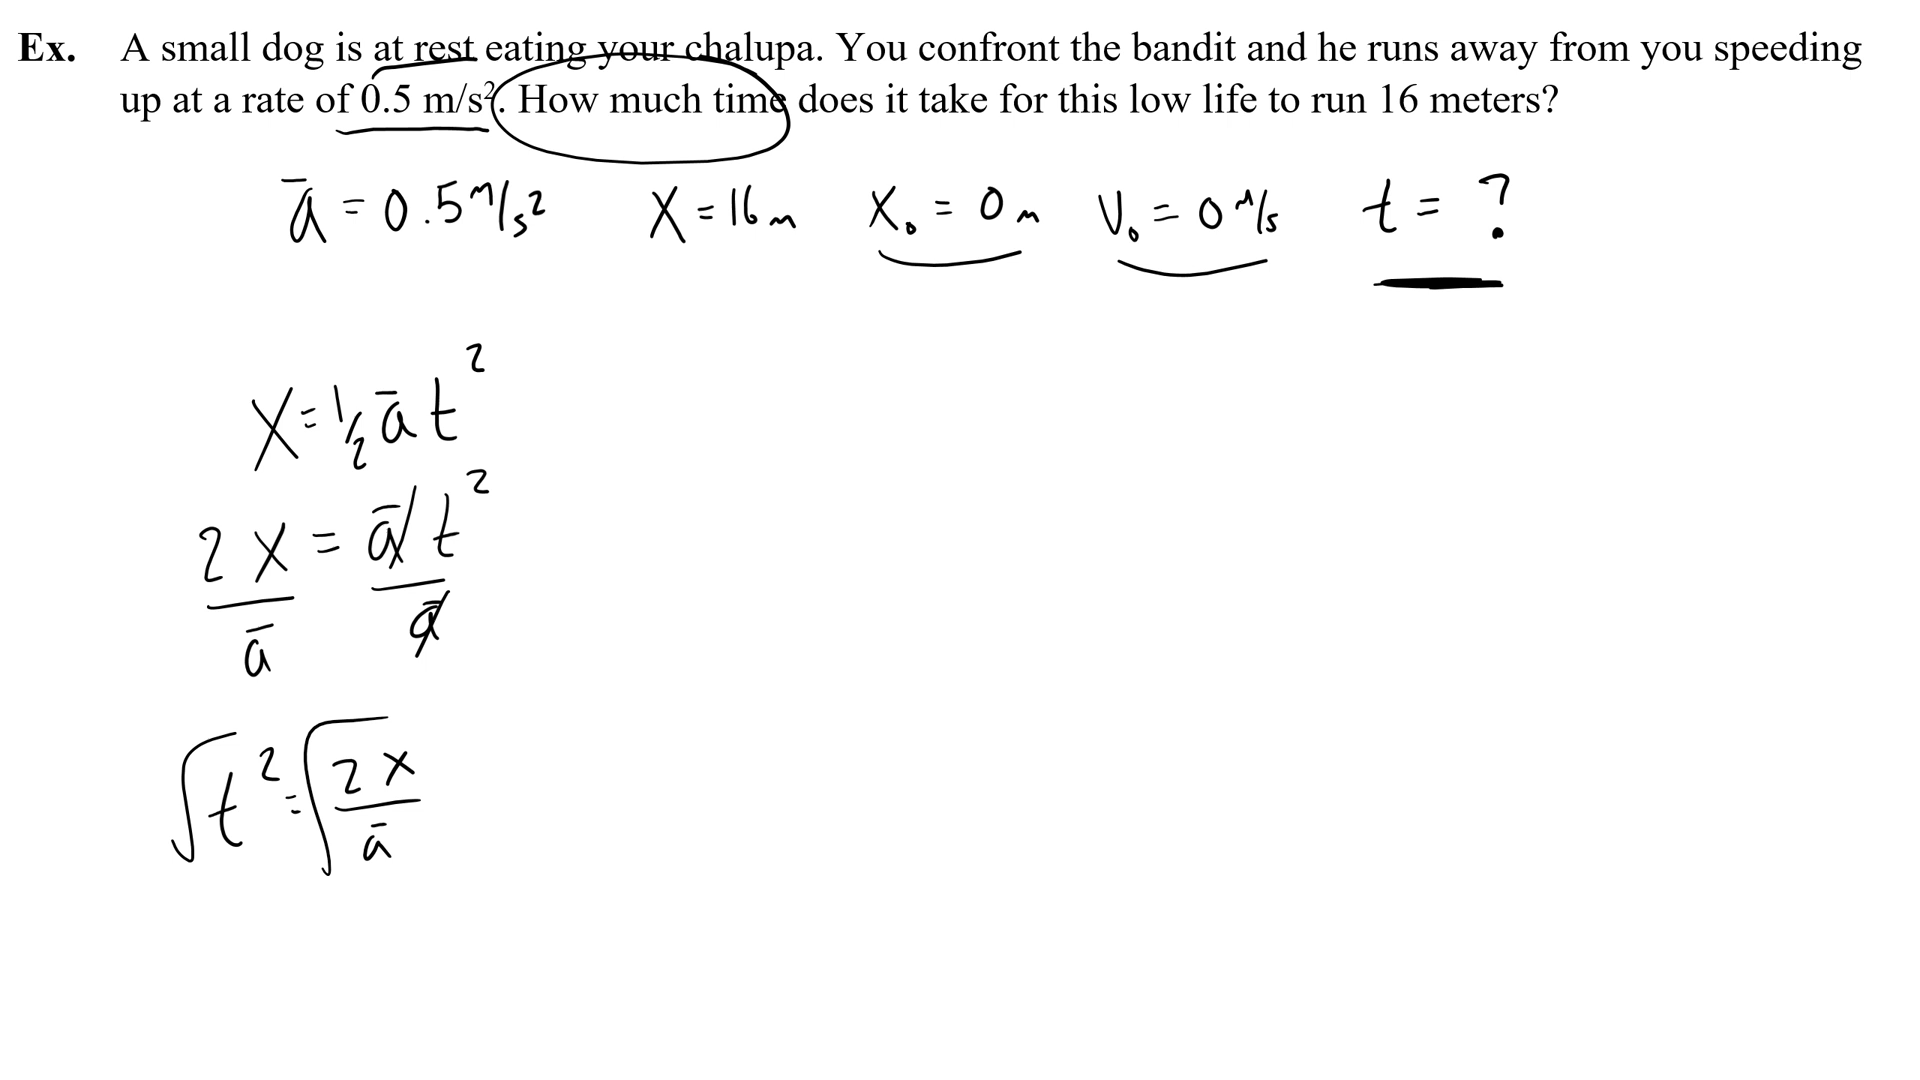 Ex. A small dog is at rest eating your chalupa. You confront the bandit and he runs away from you speeding
up at a rate of 0.5 m/s². How much time does it take for this low life to run 16 meters?
ā = 0.5 m/s² X = 16 m X₀ = 0 m V₀ = 0 m/s t = ?
X = ½ ā t²
2X/ā = āt²/ā
√t² = √(2X/ā)